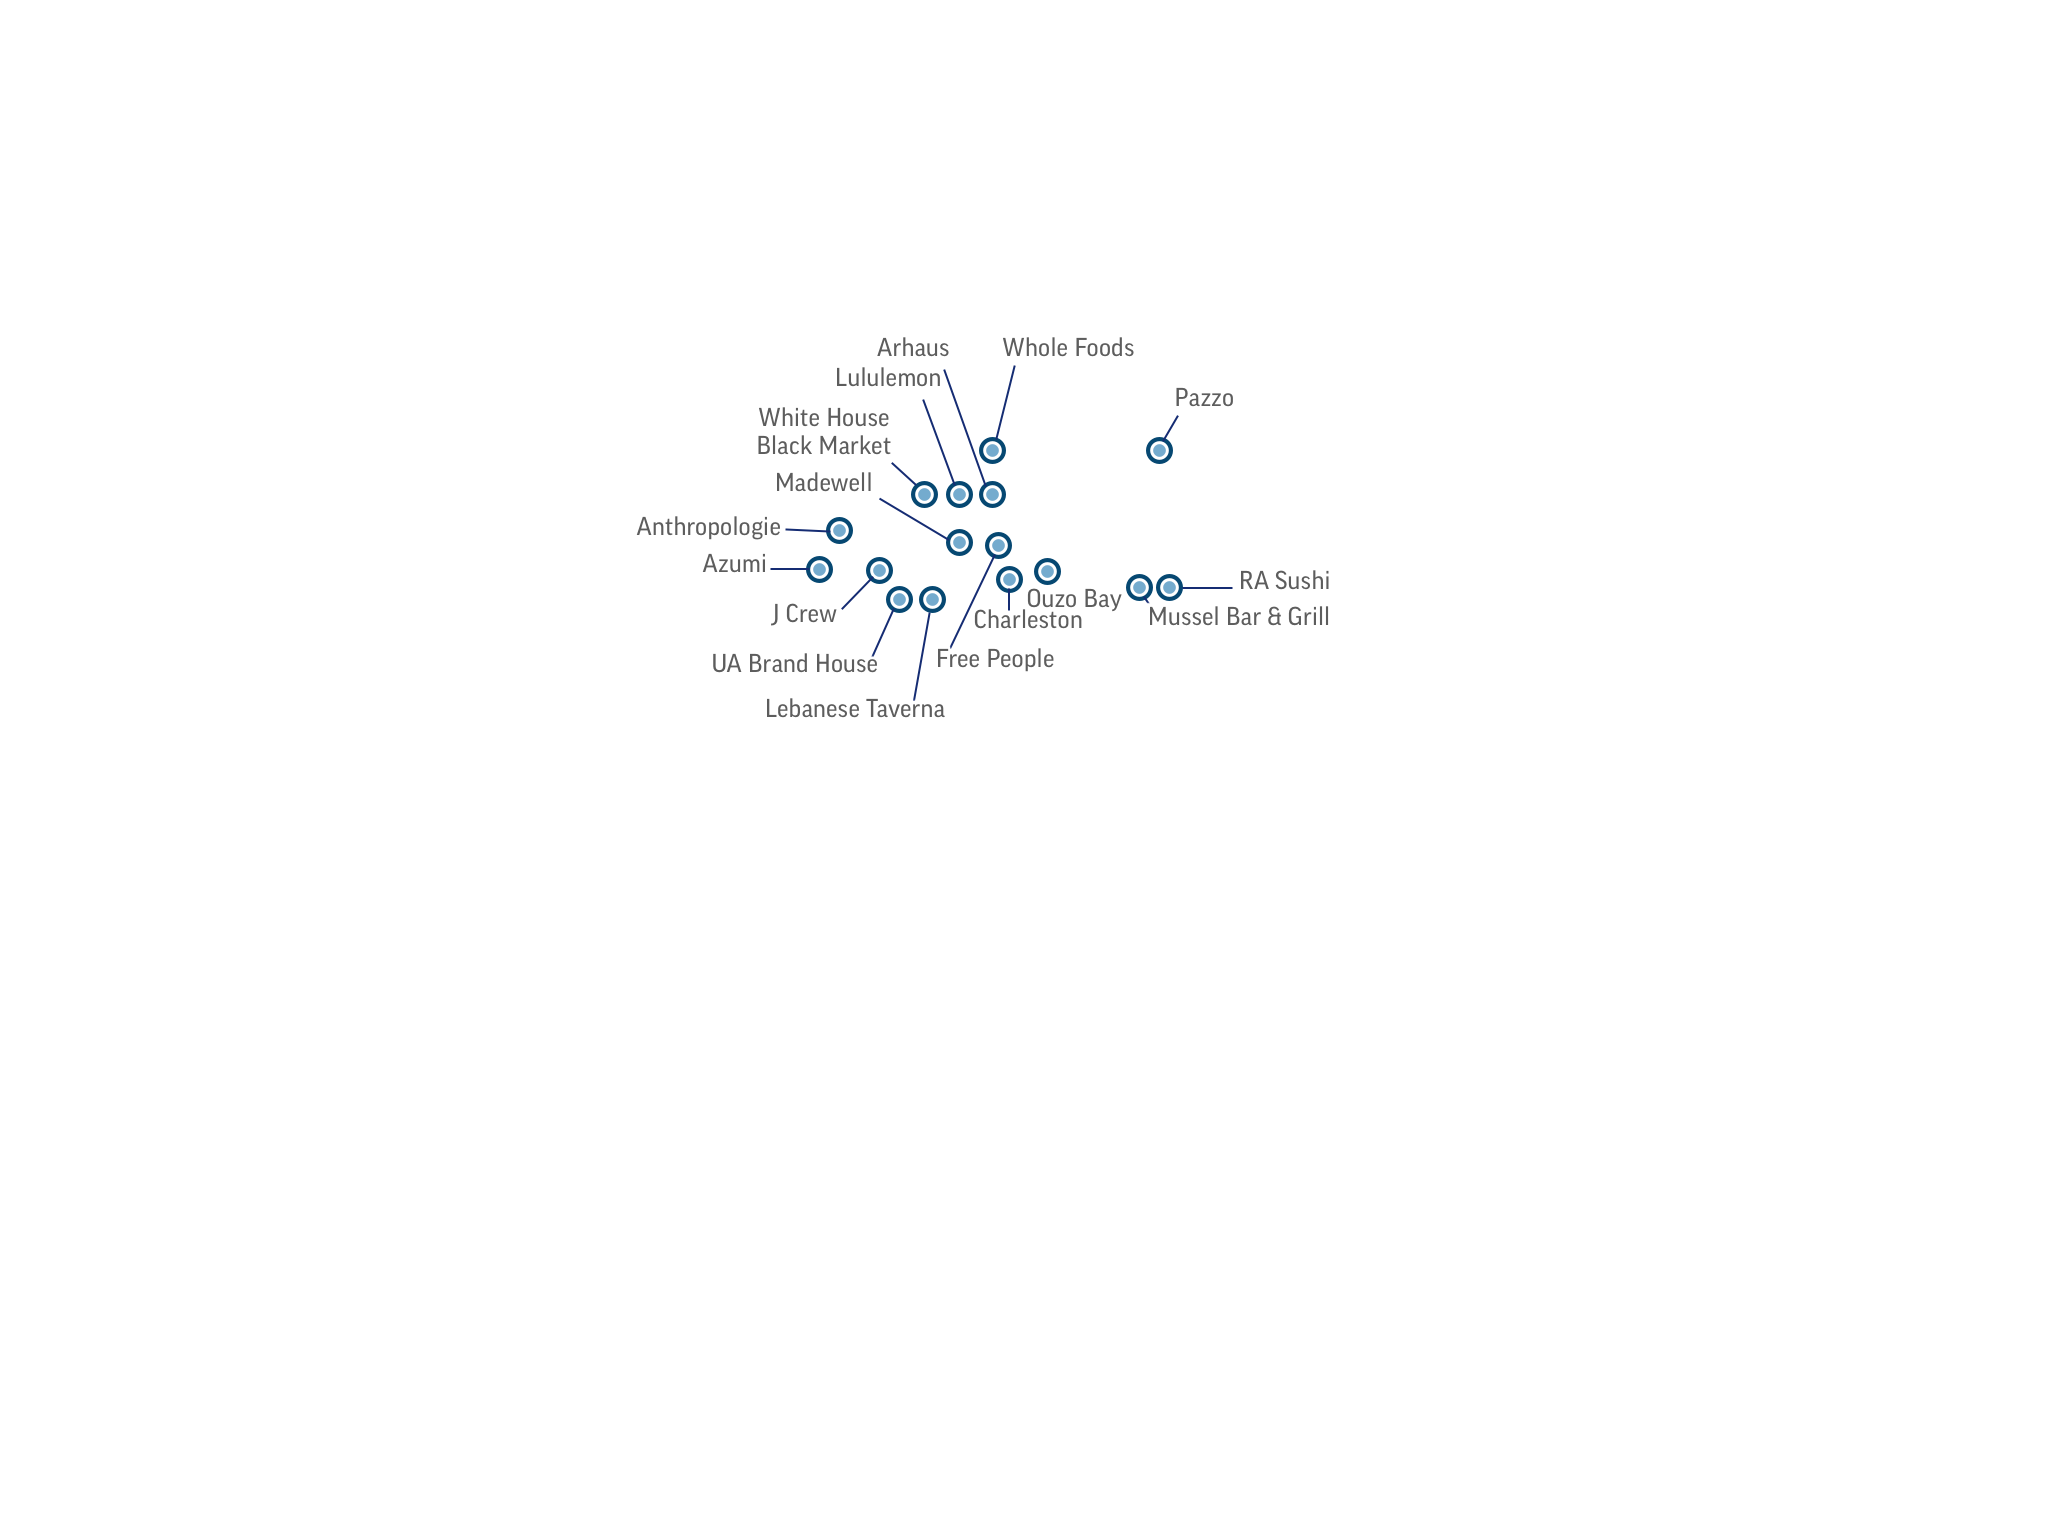 Arhaus
Whole Foods
Lululemon
Pazzo
White House
Black Market
Madewell
Anthropologie
Azumi
RA Sushi
Ouzo Bay
J Crew
Charleston
Mussel Bar & Grill
UA Brand House
Free People
Lebanese Taverna